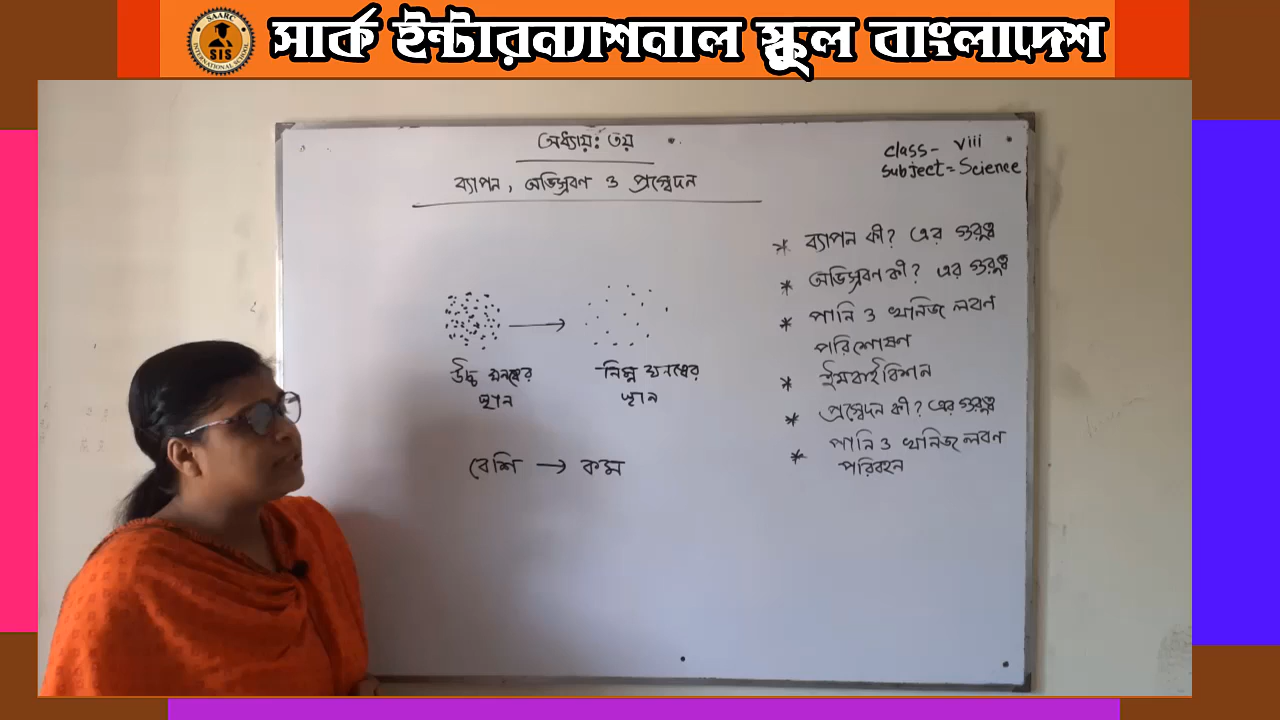 সার্ক ইন্টারন্যাশনাল স্কুল বাংলাদেশ
SAARC
SIS
INTERNATIONAL SCHOOL
অধ্যায়: ৩য়
ব্যাপন, অভিস্রবণ ও প্রস্বেদন
class- viii
subject = Science
* ব্যাপন কী? এর গুরুত্ব
* অভিস্রবণ কী? এর গুরুত্ব
* পানি ও খনিজ লবণ
পরিশোষণ
* ইমবাইবিশন
* প্রস্বেদন কী? এর গুরুত্ব
* পানি ও খনিজ লবণ
পরিবহন
উচ্চ ঘনত্বের
স্থান
নিম্ন ঘনত্বের
স্থান
বেশি → কম